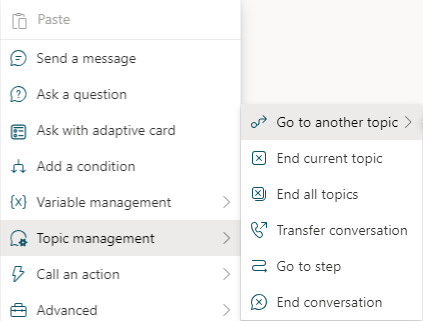 Paste
Send a message
Ask a question
Ask with adaptive card
Add a condition
Variable management
Topic management
Call an action
Advanced
Go to another topic
End current topic
End all topics
Transfer conversation
Go to step
End conversation